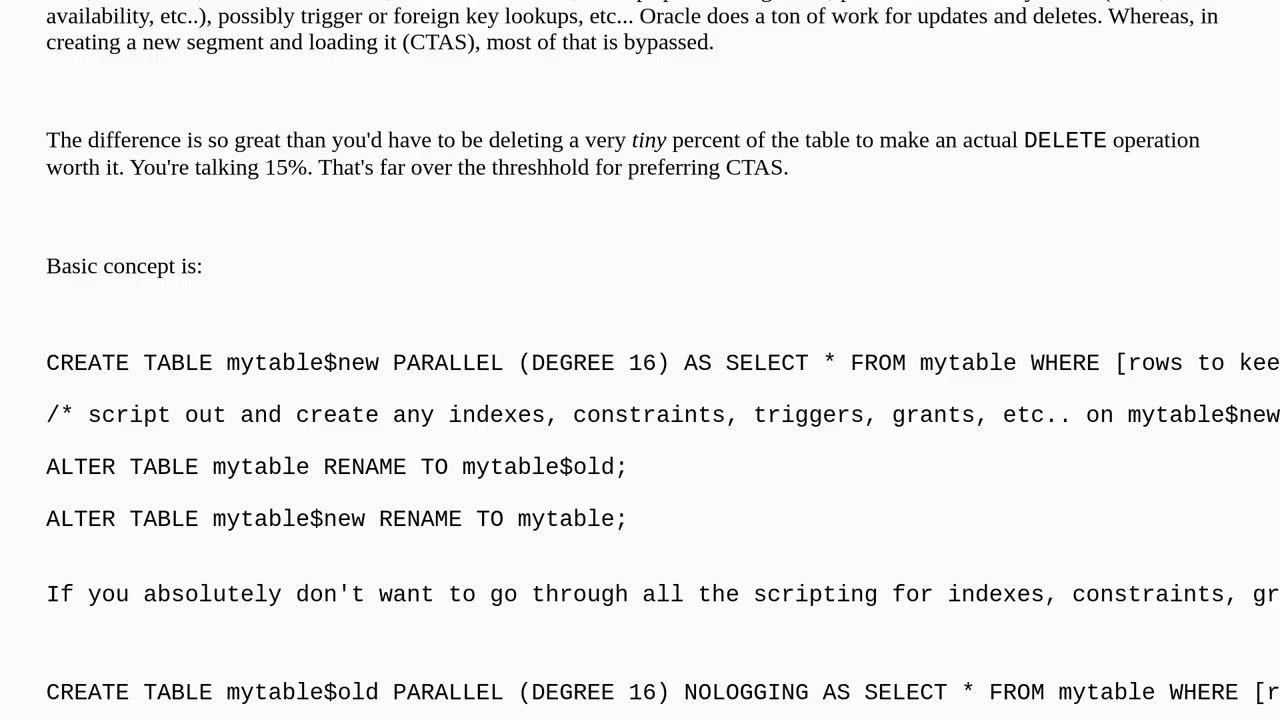 availability, etc..), possibly trigger or foreign key lookups, etc... Oracle does a ton of work for updates and deletes. Whereas, in
creating a new segment and loading it (CTAS), most of that is bypassed.
The difference is so great than you'd have to be deleting a very tiny percent of the table to make an actual DELETE operation
worth it. You're talking 15%. That's far over the threshhold for preferring CTAS.
Basic concept is:
CREATE TABLE mytable$new PARALLEL (DEGREE 16) AS SELECT * FROM mytable WHERE [rows to kee
/* script out and create any indexes, constraints, triggers, grants, etc.. on mytable$new
ALTER TABLE mytable RENAME TO mytable$old;
ALTER TABLE mytable$new RENAME TO mytable;
If you absolutely don't want to go through all the scripting for indexes, constraints, gr
CREATE TABLE mytable$old PARALLEL (DEGREE 16) NOLOGGING AS SELECT * FROM mytable WHERE [r